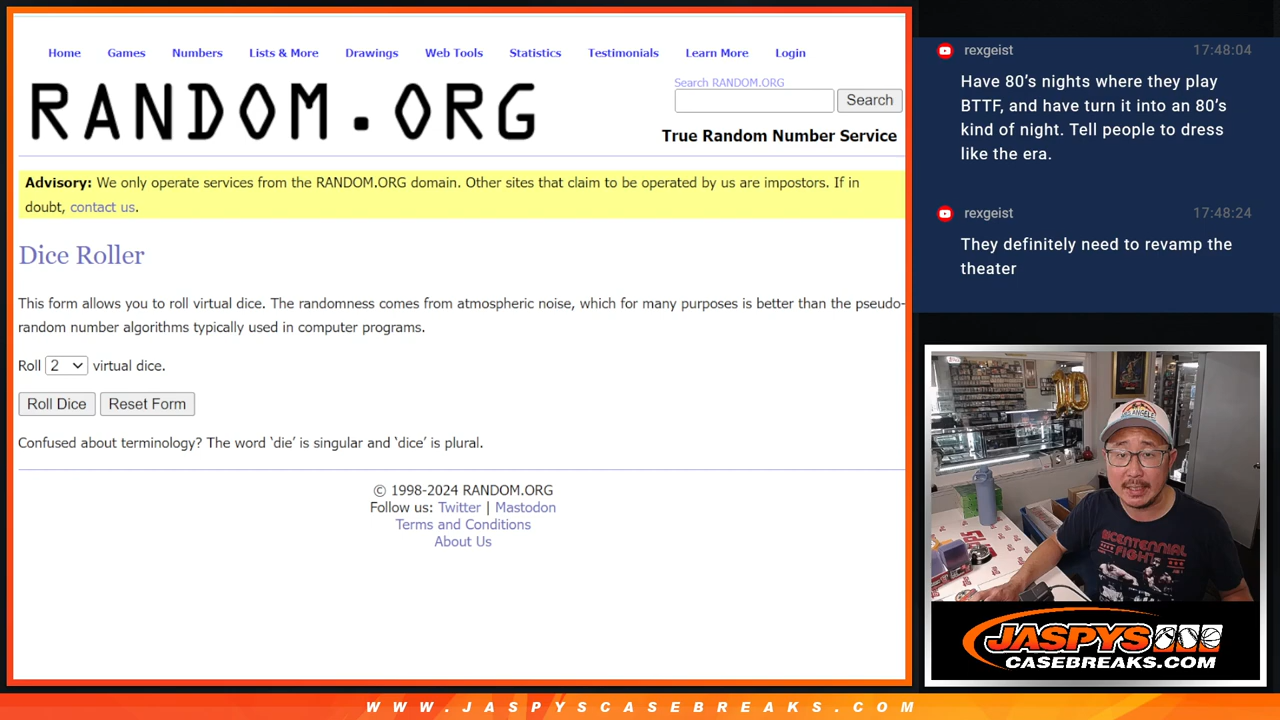 Home Games Numbers Lists & More Drawings Web Tools Statistics Testimonials Learn More Login
RANDOM.ORG
Search RANDOM.ORG
Search
True Random Number Service
Advisory: We only operate services from the RANDOM.ORG domain. Other sites that claim to be operated by us are impostors. If in
doubt, contact us.
Dice Roller
This form allows you to roll virtual dice. The randomness comes from atmospheric noise, which for many purposes is better than the pseudo-
random number algorithms typically used in computer programs.
Roll 2 virtual dice.
Roll Dice Reset Form
Confused about terminology? The word ‘die’ is singular and ‘dice’ is plural.
© 1998-2024 RANDOM.ORG
Follow us: Twitter | Mastodon
Terms and Conditions
About Us
rexgeist 17:48:04
Have 80’s nights where they play
BTTF, and have turn it into an 80’s
kind of night. Tell people to dress
like the era.
rexgeist 17:48:24
They definitely need to revamp the
theater
10
BICENTENNIAL
FIGHT
JASPYS
CASEBREAKS.COM
WWW.JASPYSCASEBREAKS.COM